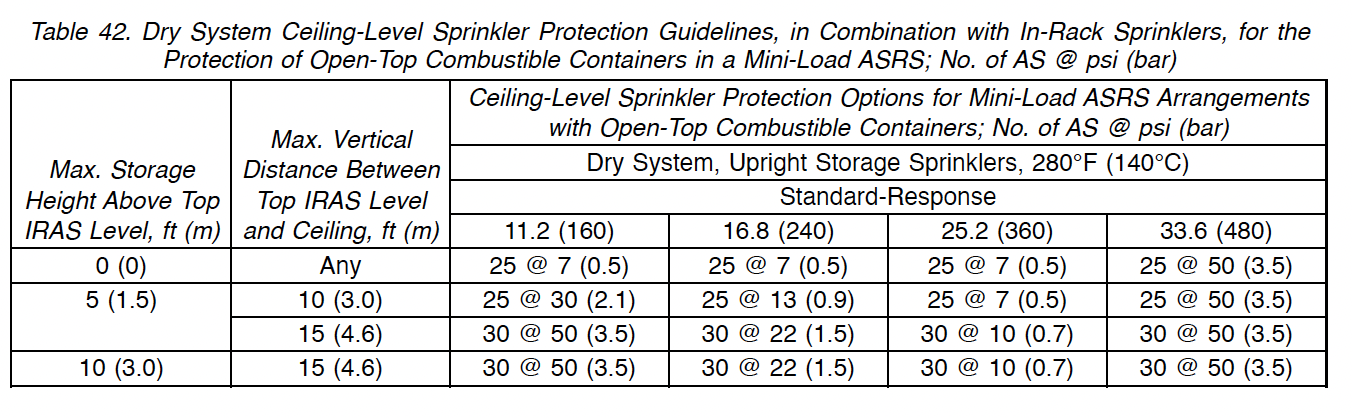 Table 42. Dry System Ceiling-Level Sprinkler Protection Guidelines, in Combination with In-Rack Sprinklers, for the
Protection of Open-Top Combustible Containers in a Mini-Load ASRS; No. of AS @ psi (bar)
Max. Storage
Height Above Top
IRAS Level, ft (m)
Max. Vertical
Distance Between
Top IRAS Level
and Ceiling, ft (m)
Ceiling-Level Sprinkler Protection Options for Mini-Load ASRS Arrangements
with Open-Top Combustible Containers; No. of AS @ psi (bar)
Dry System, Upright Storage Sprinklers, 280°F (140°C)
Standard-Response
11.2 (160) 16.8 (240) 25.2 (360) 33.6 (480)
0 (0) Any 25 @ 7 (0.5) 25 @ 7 (0.5) 25 @ 7 (0.5) 25 @ 50 (3.5)
5 (1.5) 10 (3.0) 25 @ 30 (2.1) 25 @ 13 (0.9) 25 @ 7 (0.5) 25 @ 50 (3.5)
15 (4.6) 30 @ 50 (3.5) 30 @ 22 (1.5) 30 @ 10 (0.7) 30 @ 50 (3.5)
10 (3.0) 15 (4.6) 30 @ 50 (3.5) 30 @ 22 (1.5) 30 @ 10 (0.7) 30 @ 50 (3.5)